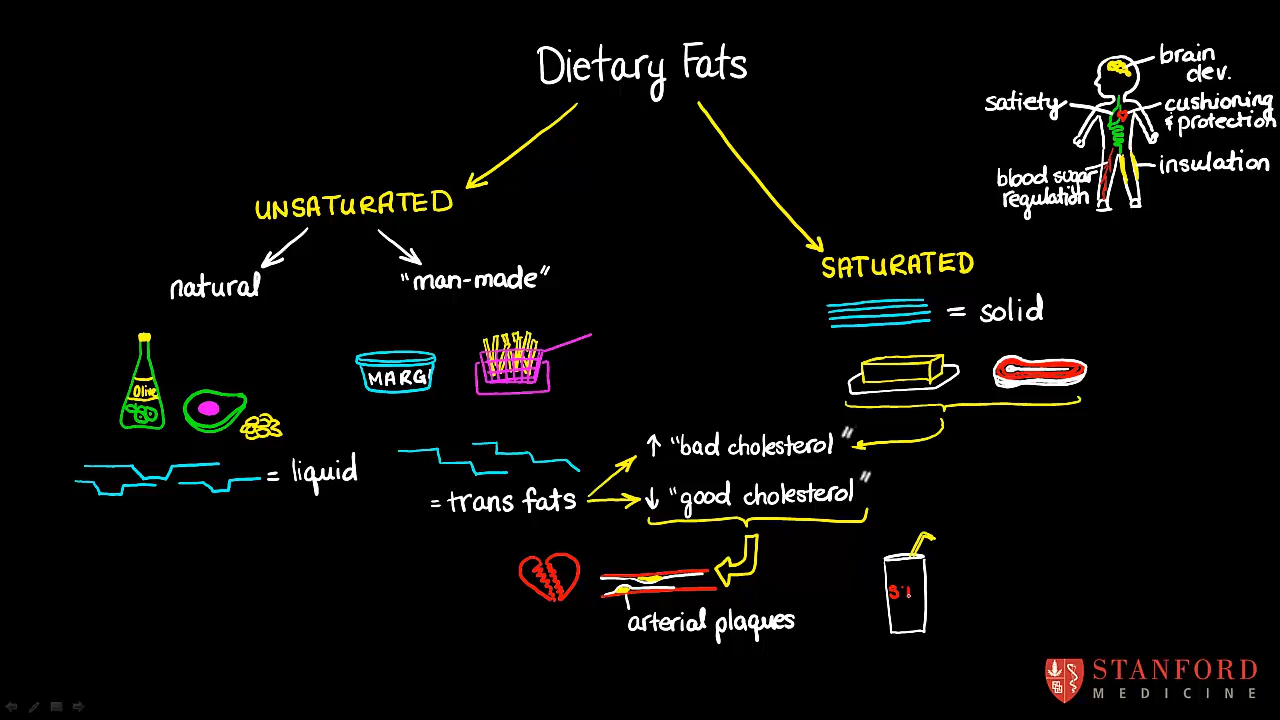 Dietary Fats
brain
dev.
satiety
cushioning
& protection
insulation
blood sugar
regulation
UNSATURATED
natural
"man-made"
SATURATED
= solid
Olive
MARG
= liquid
= trans fats
↑ "bad cholesterol"
↓ "good cholesterol"
arterial plaques
STANFORD
MEDICINE